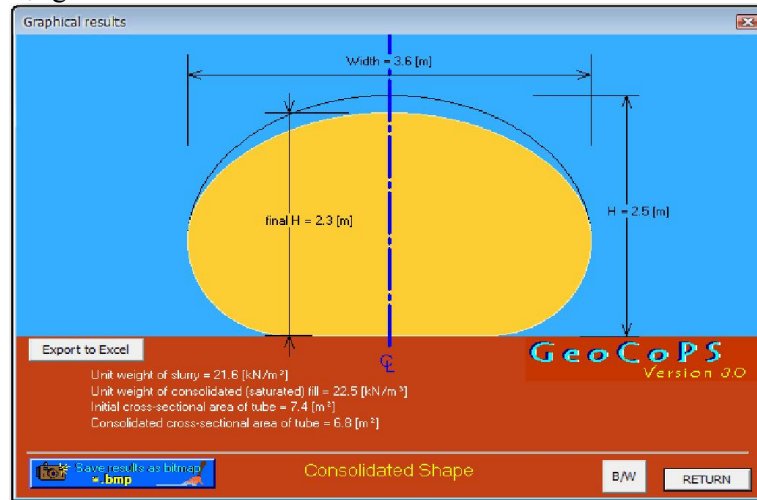 Graphical results
Width = 3.6 [m]
final H = 2.3 [m]
H = 2.5 [m]
Export to Excel
℄
GeoCoPS
Version 3.0
Unit weight of slurry = 21.6 [kN/m³]
Unit weight of consolidated (saturated) fill = 22.5 [kN/m³]
Initial cross-sectional area of tube = 7.4 [m²]
Consolidated cross-sectional area of tube = 6.8 [m²]
Save results as bitmap
*.bmp
Consolidated Shape
B/W
RETURN